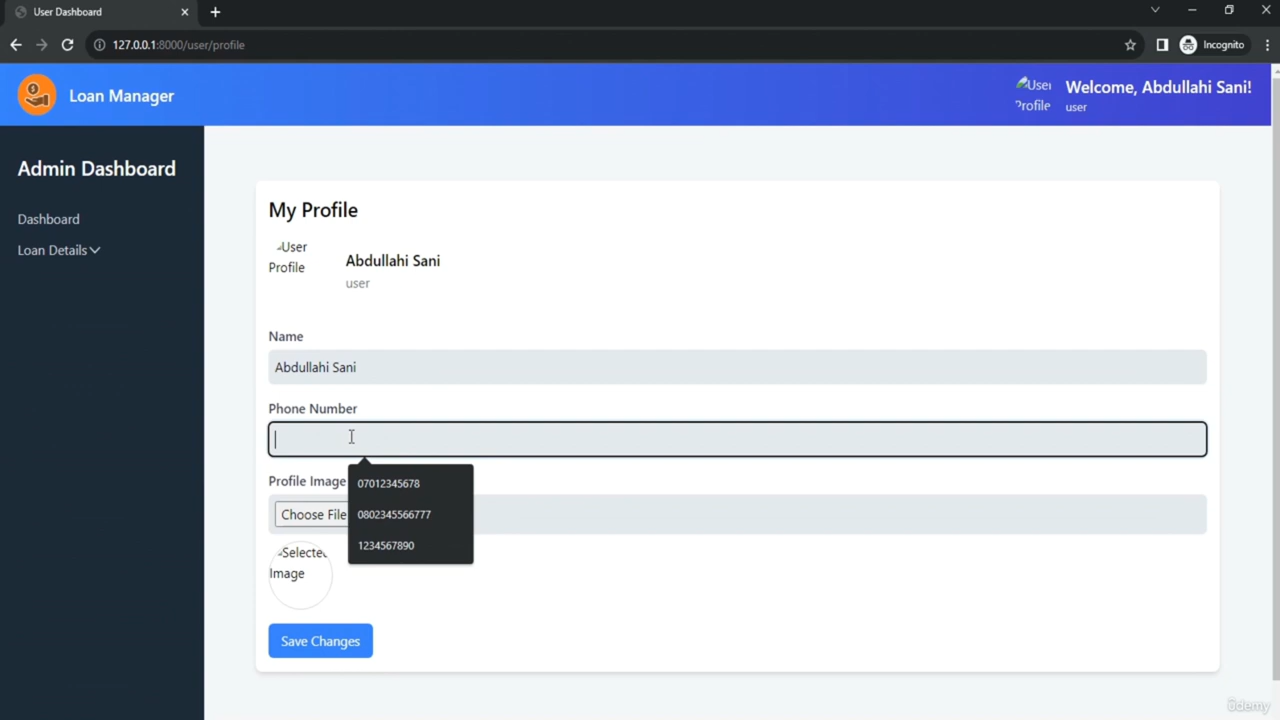 User Dashboard
127.0.0.1:8000/user/profile
Incognito
Loan Manager
User
Profile
Welcome, Abdullahi Sani!
user
Admin Dashboard
Dashboard
Loan Details
My Profile
User
Profile
Abdullahi Sani
user
Name
Abdullahi Sani
Phone Number
07012345678
0802345566777
1234567890
Profile Image
Choose File
Selected
Image
Save Changes
ûdemy